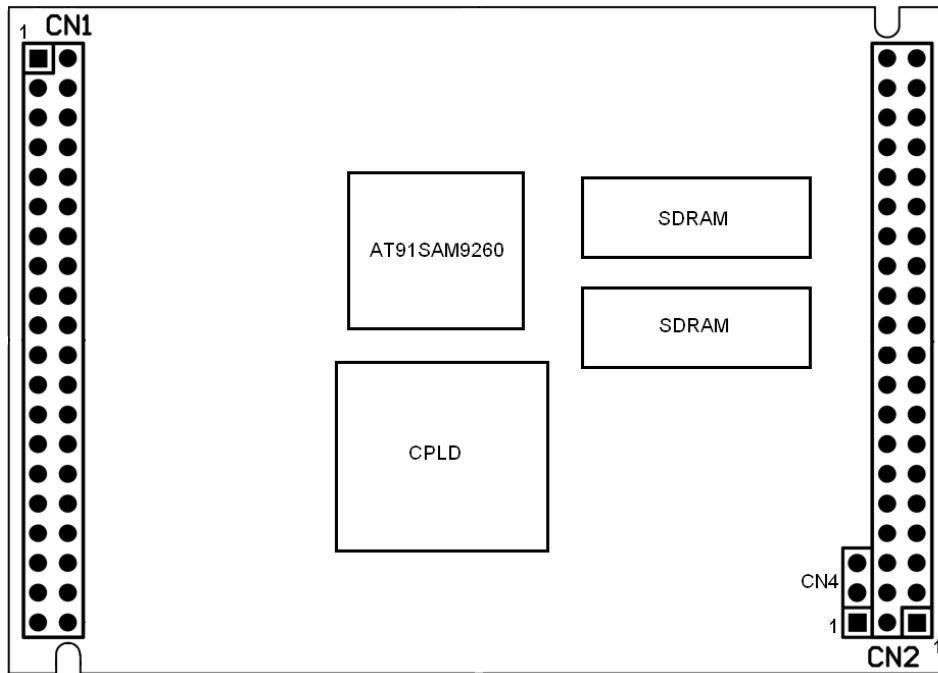 1 CN1
AT91SAM9260
SDRAM
SDRAM
CPLD
CN4
1
CN2 1